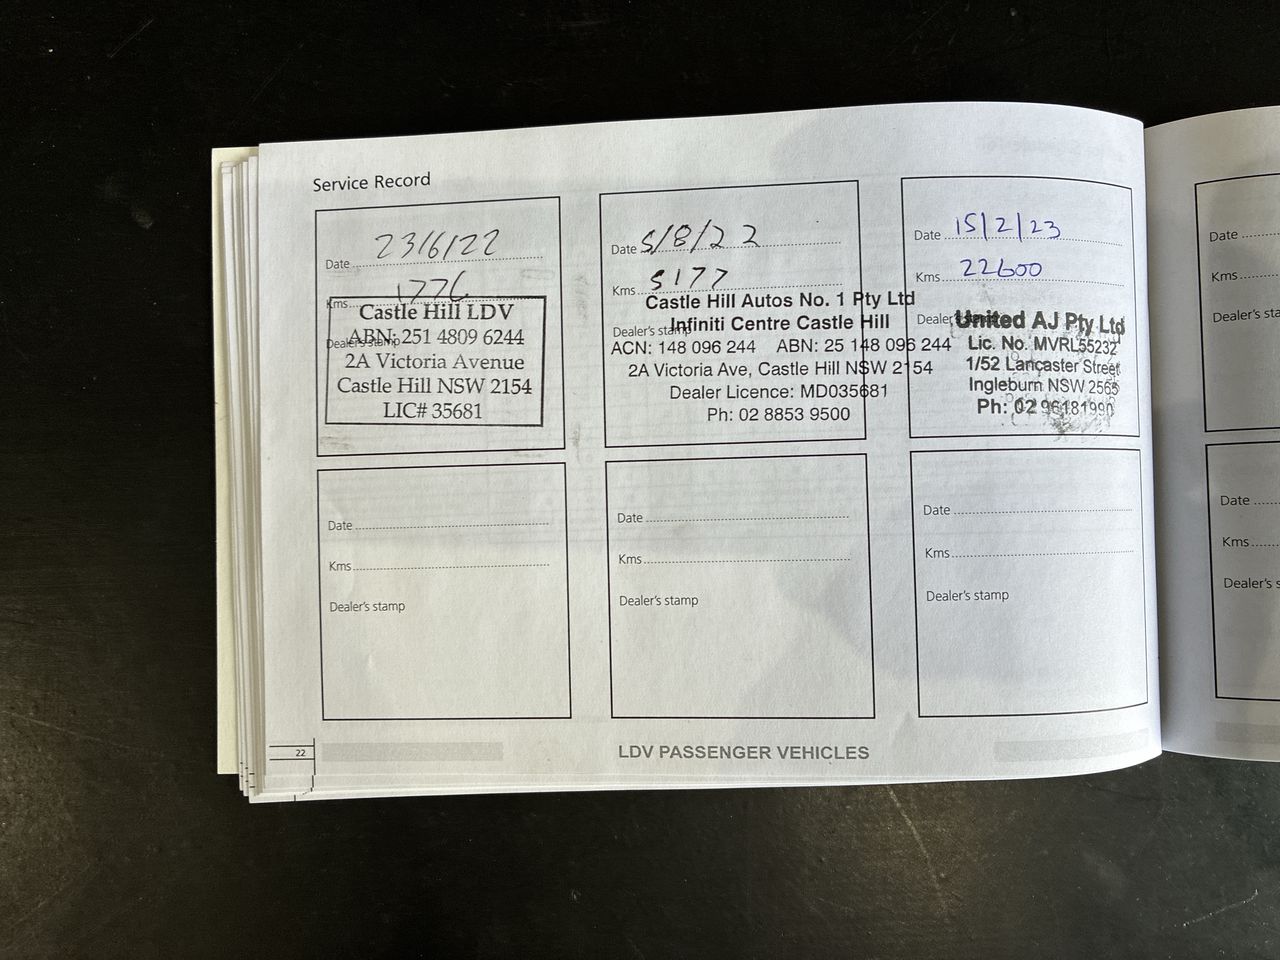 Service Record
Date 23/6/22
Kms 1776
Dealer's stamp
Castle Hill LDV
ABN: 251 4809 6244
2A Victoria Avenue
Castle Hill NSW 2154
LIC# 35681
Date 5/8/22
Kms 5177
Dealer's stamp
Castle Hill Autos No. 1 Pty Ltd
Infiniti Centre Castle Hill
ACN: 148 096 244 ABN: 25 148 096 244
2A Victoria Ave, Castle Hill NSW 2154
Dealer Licence: MD035681
Ph: 02 8853 9500
Date 15/2/23
Kms 22600
Dealer's stamp
United AJ Pty Ltd
Lic. No. MVRL55232
1/52 Lancaster Street
Ingleburn NSW 2565
Ph: 02 96181990
Date
Kms
Dealer's stamp
Date
Kms
Dealer's stamp
Date
Kms
Dealer's stamp
22
LDV PASSENGER VEHICLES
Date
Kms
Dealer's sta
Date
Kms
Dealer's s